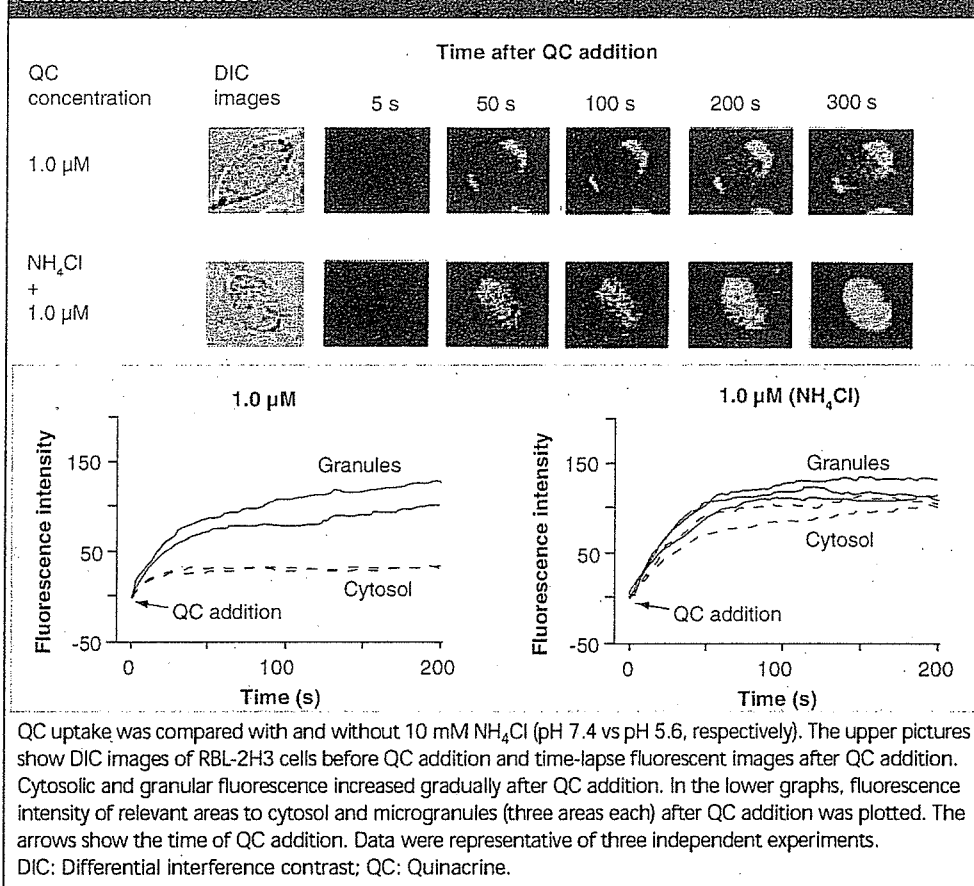 Time after QC addition
QC concentration
DIC images
5 s 50 s 100 s 200 s 300 s
1.0 µM
NH₄Cl
+
1.0 µM
1.0 µM
Fluorescence intensity
150
50
-50
Granules
Cytosol
QC addition
0 100 200
Time (s)
1.0 µM (NH₄Cl)
Fluorescence intensity
150
50
-50
Granules
Cytosol
QC addition
0 100 200
Time (s)
QC uptake was compared with and without 10 mM NH₄Cl (pH 7.4 vs pH 5.6, respectively). The upper pictures
show DIC images of RBL-2H3 cells before QC addition and time-lapse fluorescent images after QC addition.
Cytosolic and granular fluorescence increased gradually after QC addition. In the lower graphs, fluorescence
intensity of relevant areas to cytosol and microgranules (three areas each) after QC addition was plotted. The
arrows show the time of QC addition. Data were representative of three independent experiments.
DIC: Differential interference contrast; QC: Quinacrine.